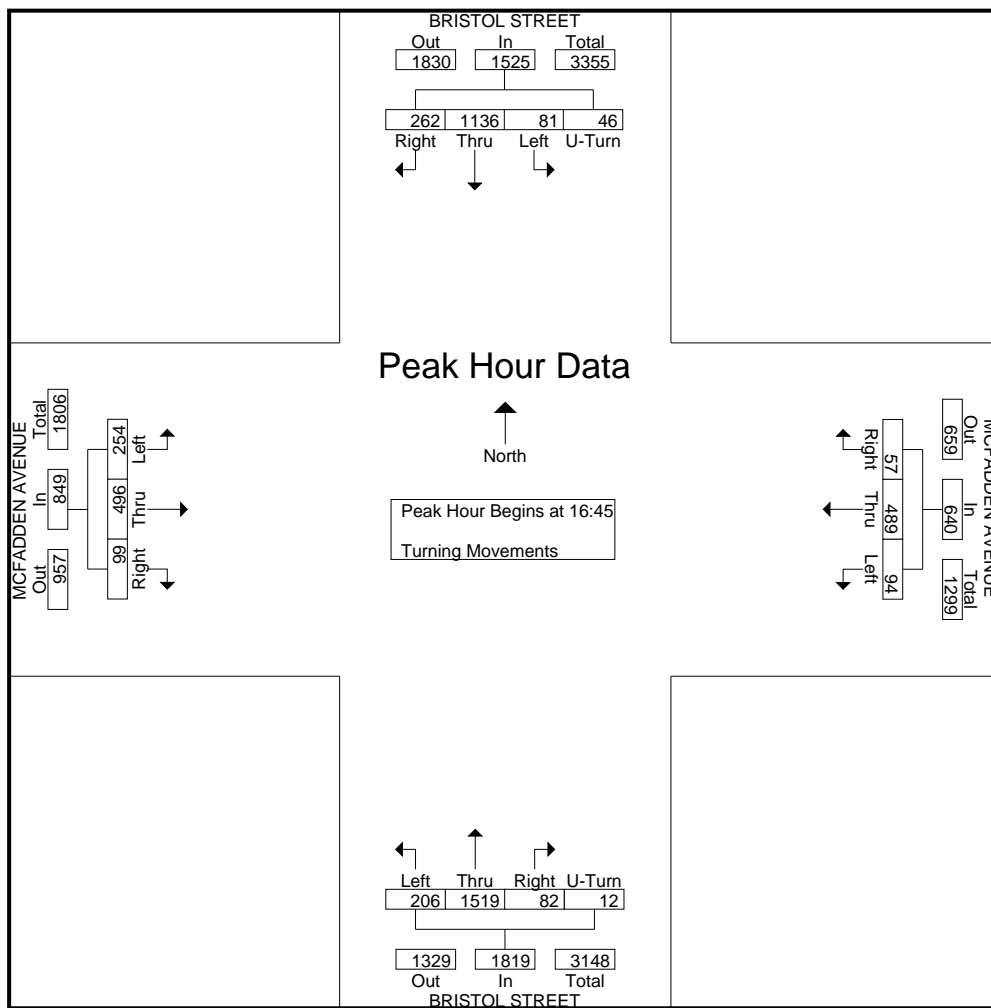 BRISTOL STREET
Out In Total
1830 1525 3355
262 1136 81 46
Right Thru Left U-Turn
Peak Hour Data
North
Peak Hour Begins at 16:45
Turning Movements
MCFADDEN AVENUE
Total In Out
1806 849 957
254 496 99
Left Thru Right
MCFADDEN AVENUE
Out In Total
659 640 1299
57 489 94
Right Thru Left
Left Thru Right U-Turn
206 1519 82 12
1329 1819 3148
Out In Total
BRISTOL STREET